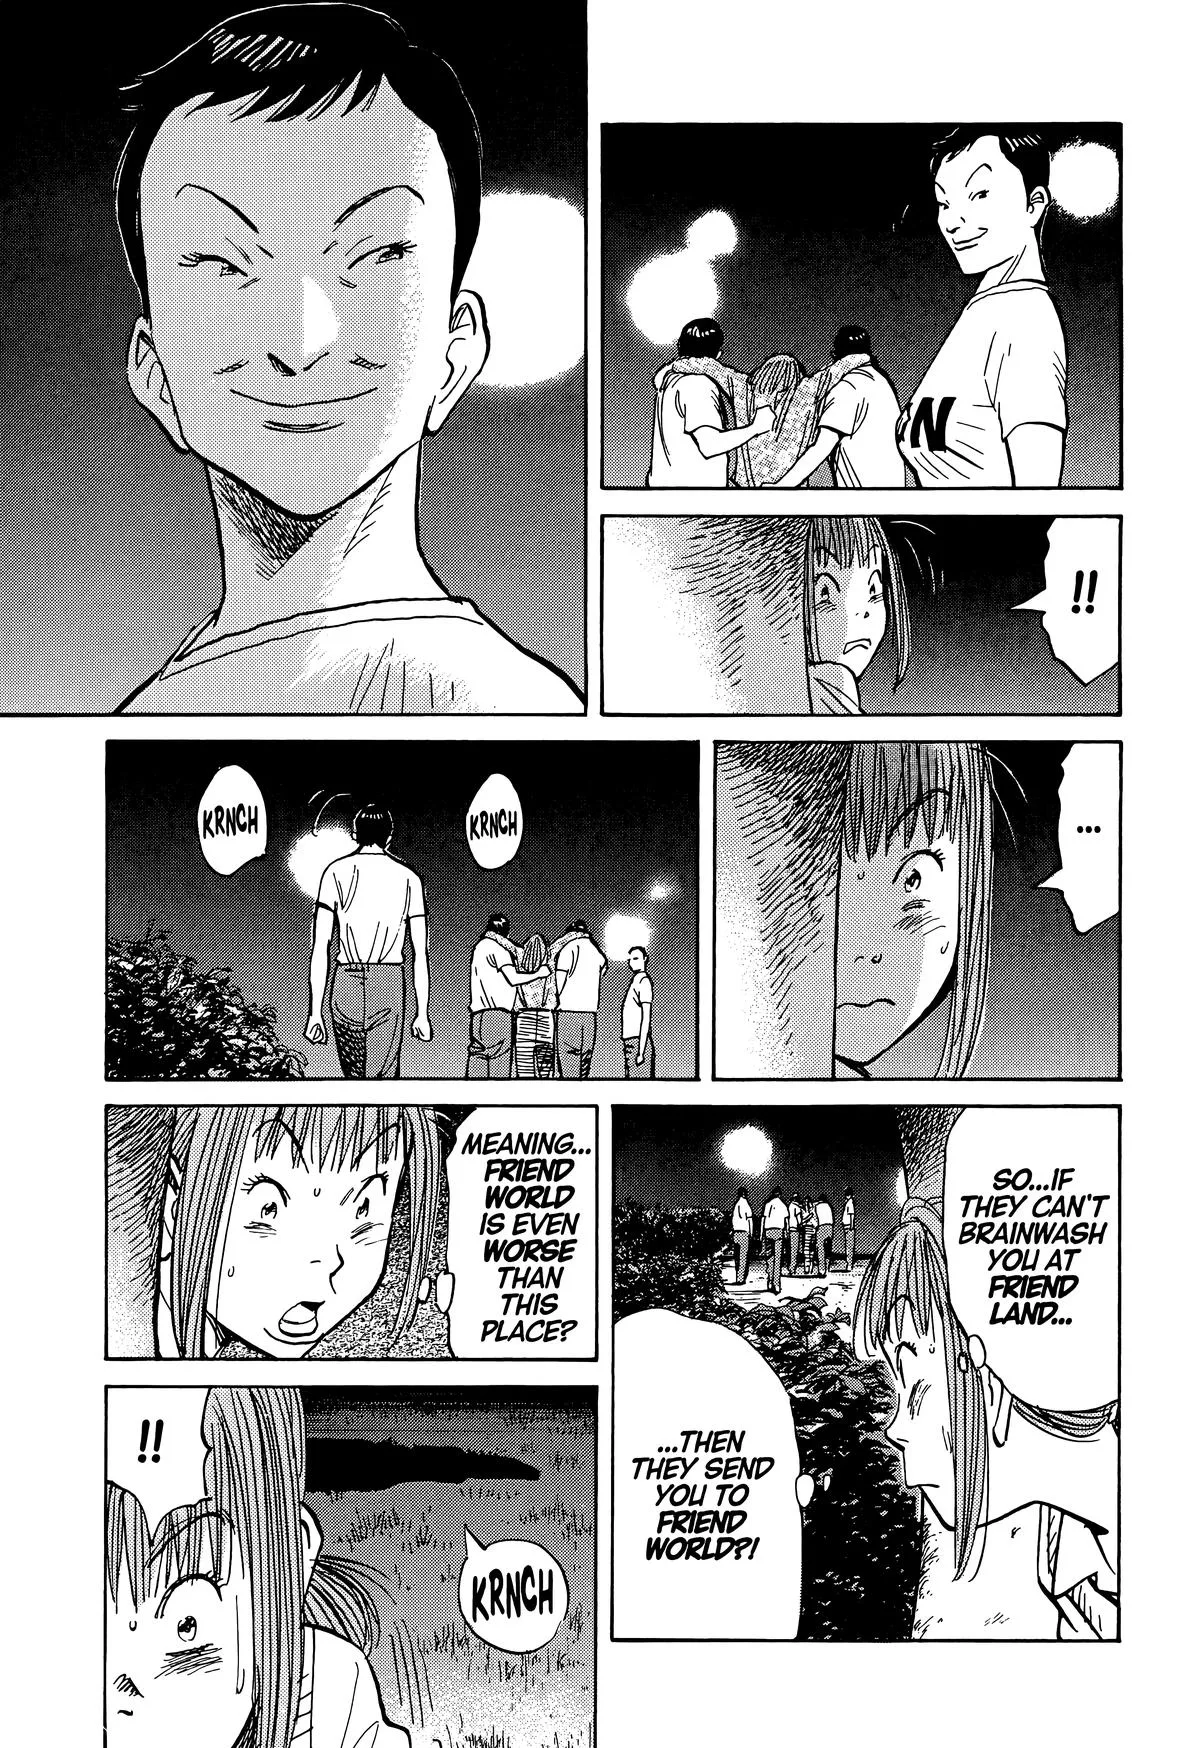 N
!!
...
KRNCH
KRNCH
SO...IF
THEY CAN'T
BRAINWASH
YOU AT
FRIEND
LAND...
...THEN
THEY SEND
YOU TO
FRIEND
WORLD?!
MEANING...
FRIEND
WORLD
IS EVEN
WORSE
THAN
THIS
PLACE?
!!
KRNCH